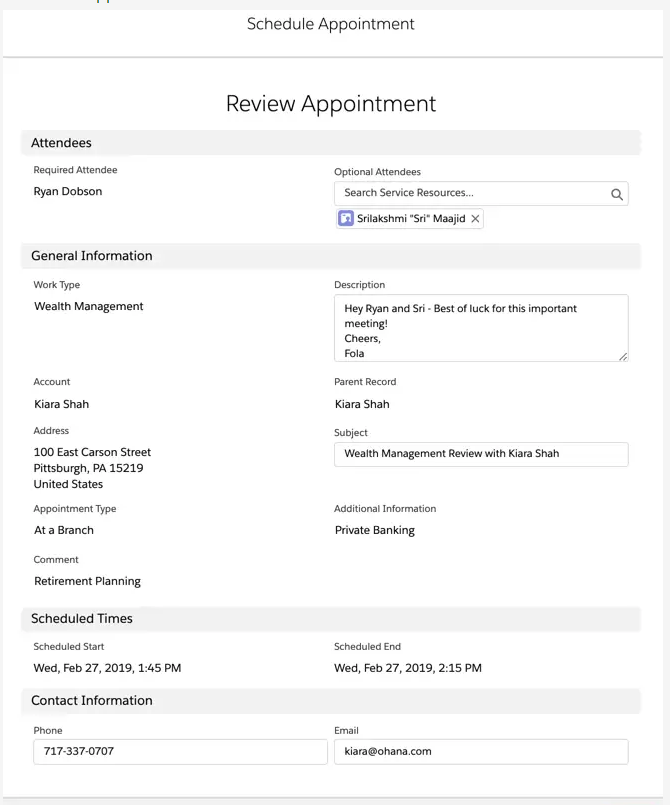 Schedule Appointment
Review Appointment
Attendees
Required Attendee
Ryan Dobson
Optional Attendees
Search Service Resources...
Srilakshmi "Sri" Maajid
General Information
Work Type
Wealth Management
Description
Hey Ryan and Sri - Best of luck for this important
meeting!
Cheers,
Fola
Account
Kiara Shah
Parent Record
Kiara Shah
Address
100 East Carson Street
Pittsburgh, PA 15219
United States
Subject
Wealth Management Review with Kiara Shah
Appointment Type
At a Branch
Additional Information
Private Banking
Comment
Retirement Planning
Scheduled Times
Scheduled Start
Wed, Feb 27, 2019, 1:45 PM
Scheduled End
Wed, Feb 27, 2019, 2:15 PM
Contact Information
Phone
717-337-0707
Email
kiara@ohana.com